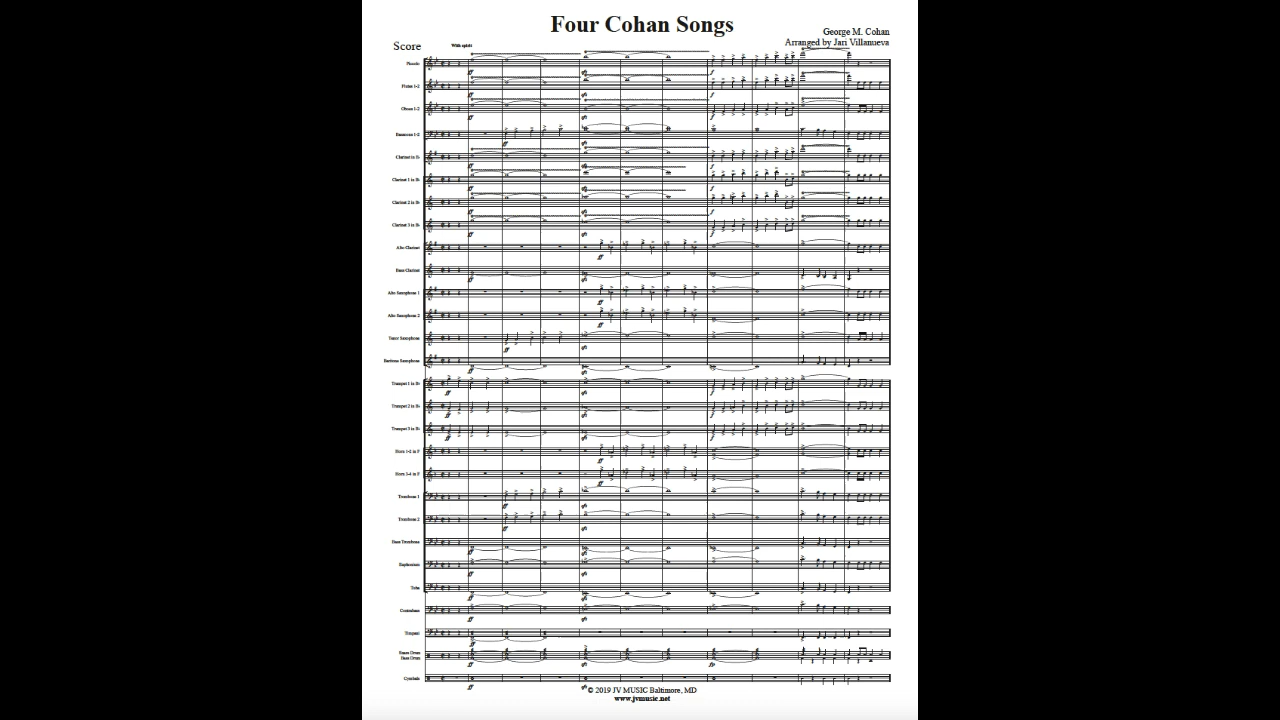 Four Cohan Songs
George M. Cohan
Score
With spirit
Arranged by Jari Villanueva
Piccolo
Flutes 1-2
Oboes 1-2
Bassoons 1-2
Clarinet in E♭
Clarinet 1 in B♭
Clarinet 2 in B♭
Clarinet 3 in B♭
Alto Clarinet
Bass Clarinet
Alto Saxophone 1
Alto Saxophone 2
Tenor Saxophone
Baritone Saxophone
Trumpet 1 in B♭
Trumpet 2 in B♭
Trumpet 3 in B♭
Horn 1-2 in F
Horn 3-4 in F
Trombone 1
Trombone 2
Bass Trombone
Euphonium
Tuba
Contrabass
Timpani
Snare Drum
Bass Drum
Cymbals
© 2019 JV MUSIC Baltimore, MD
www.jvmusic.net